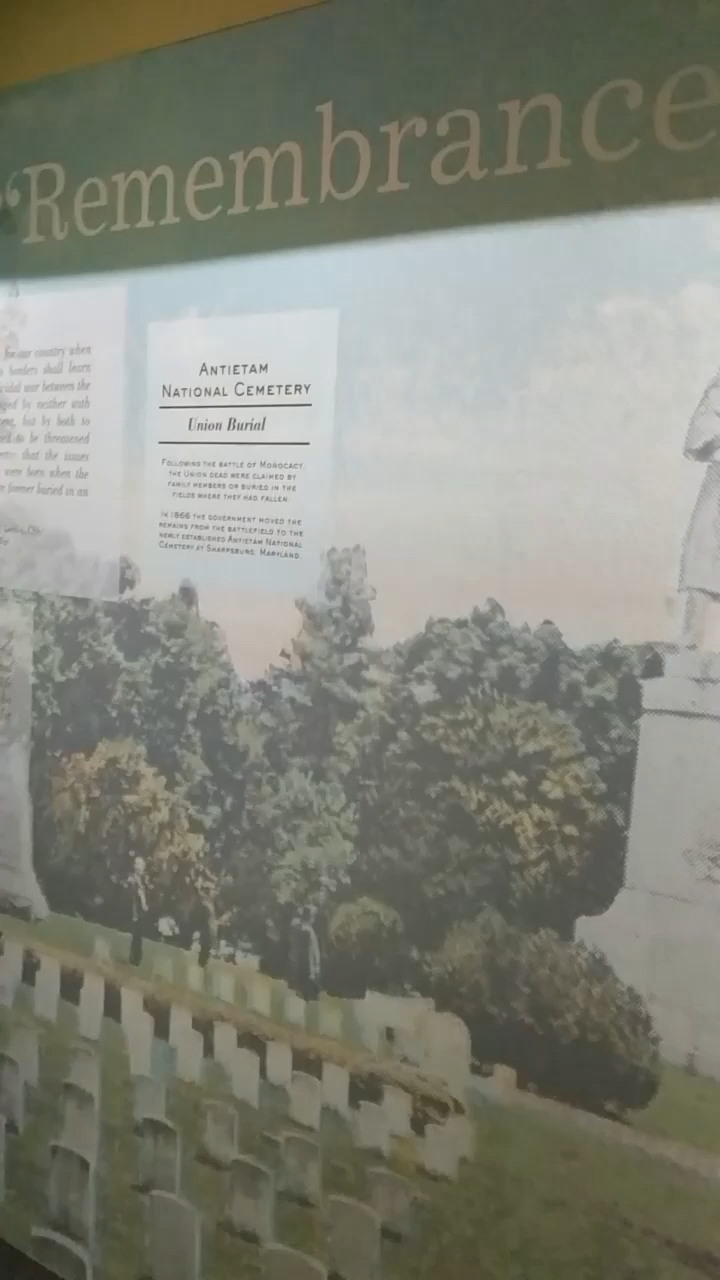 “Remembrance
for our country when
borders shall learn
war between the
by neither with
but by both to
to be threatened
that the issues
were born when the
former buried in an
ANTIETAM
NATIONAL CEMETERY
Union Burial
FOLLOWING THE BATTLE OF MONOCACY,
THE UNION DEAD WERE CLAIMED BY
FAMILY MEMBERS OR BURIED IN THE
FIELDS WHERE THEY HAD FALLEN.
IN 1866 THE GOVERNMENT MOVED THE
REMAINS FROM THE BATTLEFIELD TO THE
NEWLY ESTABLISHED ANTIETAM NATIONAL
CEMETERY AT SHARPSBURG, MARYLAND.